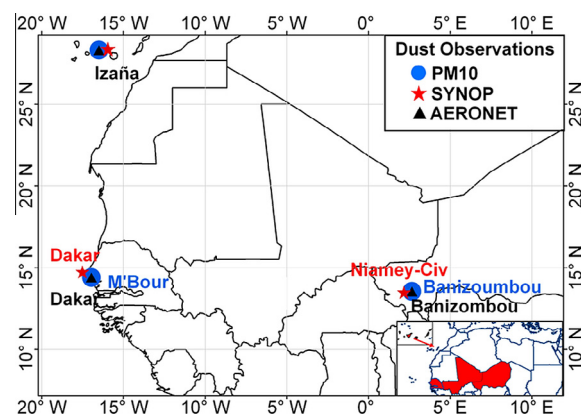 20° W 15° W 10° W 5° W 0° 5° E 10° E
Izaña
Dust Observations
PM10
SYNOP
AERONET
25° N 25° N
20° N 20° N
15° N 15° N
10° N 10° N
Dakar
M'Bour
Dakar
Niamey-Civ
Banizoumbou
Banizombou
20° W 15° W 10° W 5° W 0° 5° E 10° E